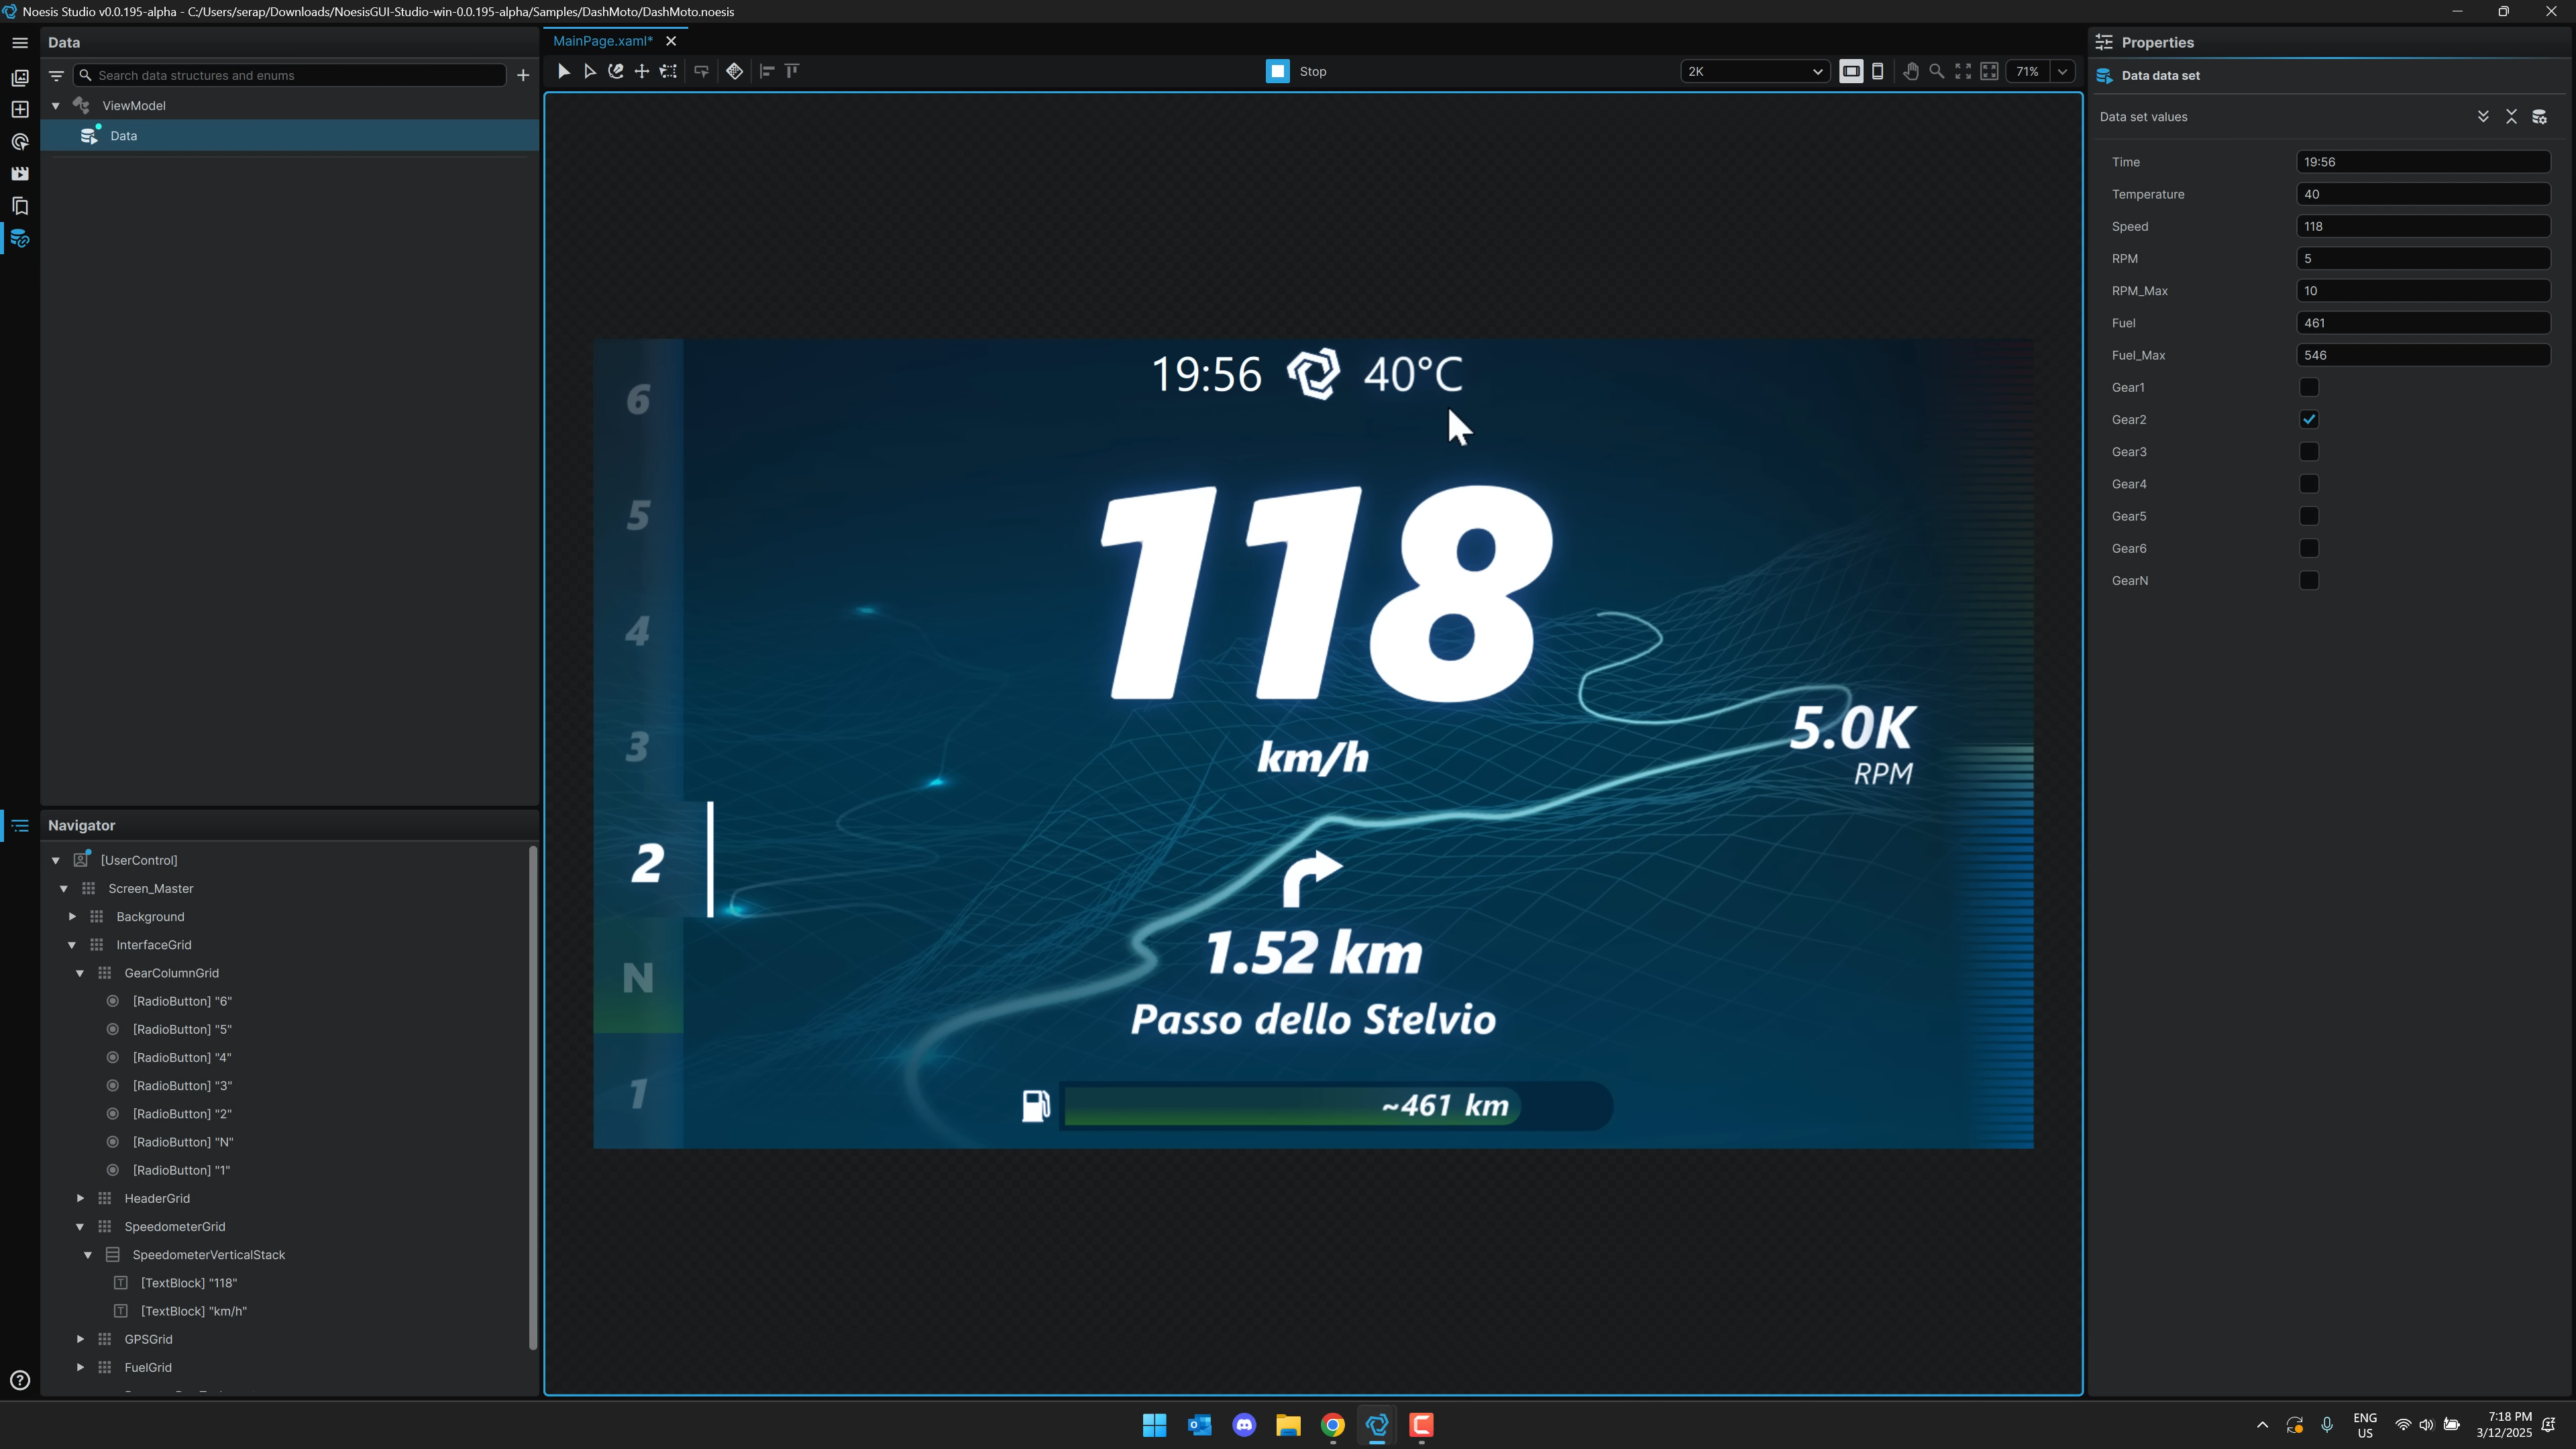 Noesis Studio v0.0.195-alpha - C:/Users/serap/Downloads/NoesisGUI-Studio-win-0.0.195-alpha/Samples/DashMoto/DashMoto.noesis
Data
Search data structures and enums
ViewModel
Data
Navigator
[UserControl]
Screen_Master
Background
InterfaceGrid
GearColumnGrid
[RadioButton] "6"
[RadioButton] "5"
[RadioButton] "4"
[RadioButton] "3"
[RadioButton] "2"
[RadioButton] "N"
[RadioButton] "1"
HeaderGrid
SpeedometerGrid
SpeedometerVerticalStack
[TextBlock] "118"
[TextBlock] "km/h"
GPSGrid
FuelGrid
MainPage.xaml*
Stop
2K
71%
19:56 40°C
6
5
4
3
2
N
1
118
km/h
5.0K
RPM
1.52 km
Passo dello Stelvio
~461 km
Properties
Data data set
Data set values
Time 19:56
Temperature 40
Speed 118
RPM 5
RPM_Max 10
Fuel 461
Fuel_Max 546
Gear1
Gear2
Gear3
Gear4
Gear5
Gear6
GearN
ENG
US
7:18 PM
3/12/2025